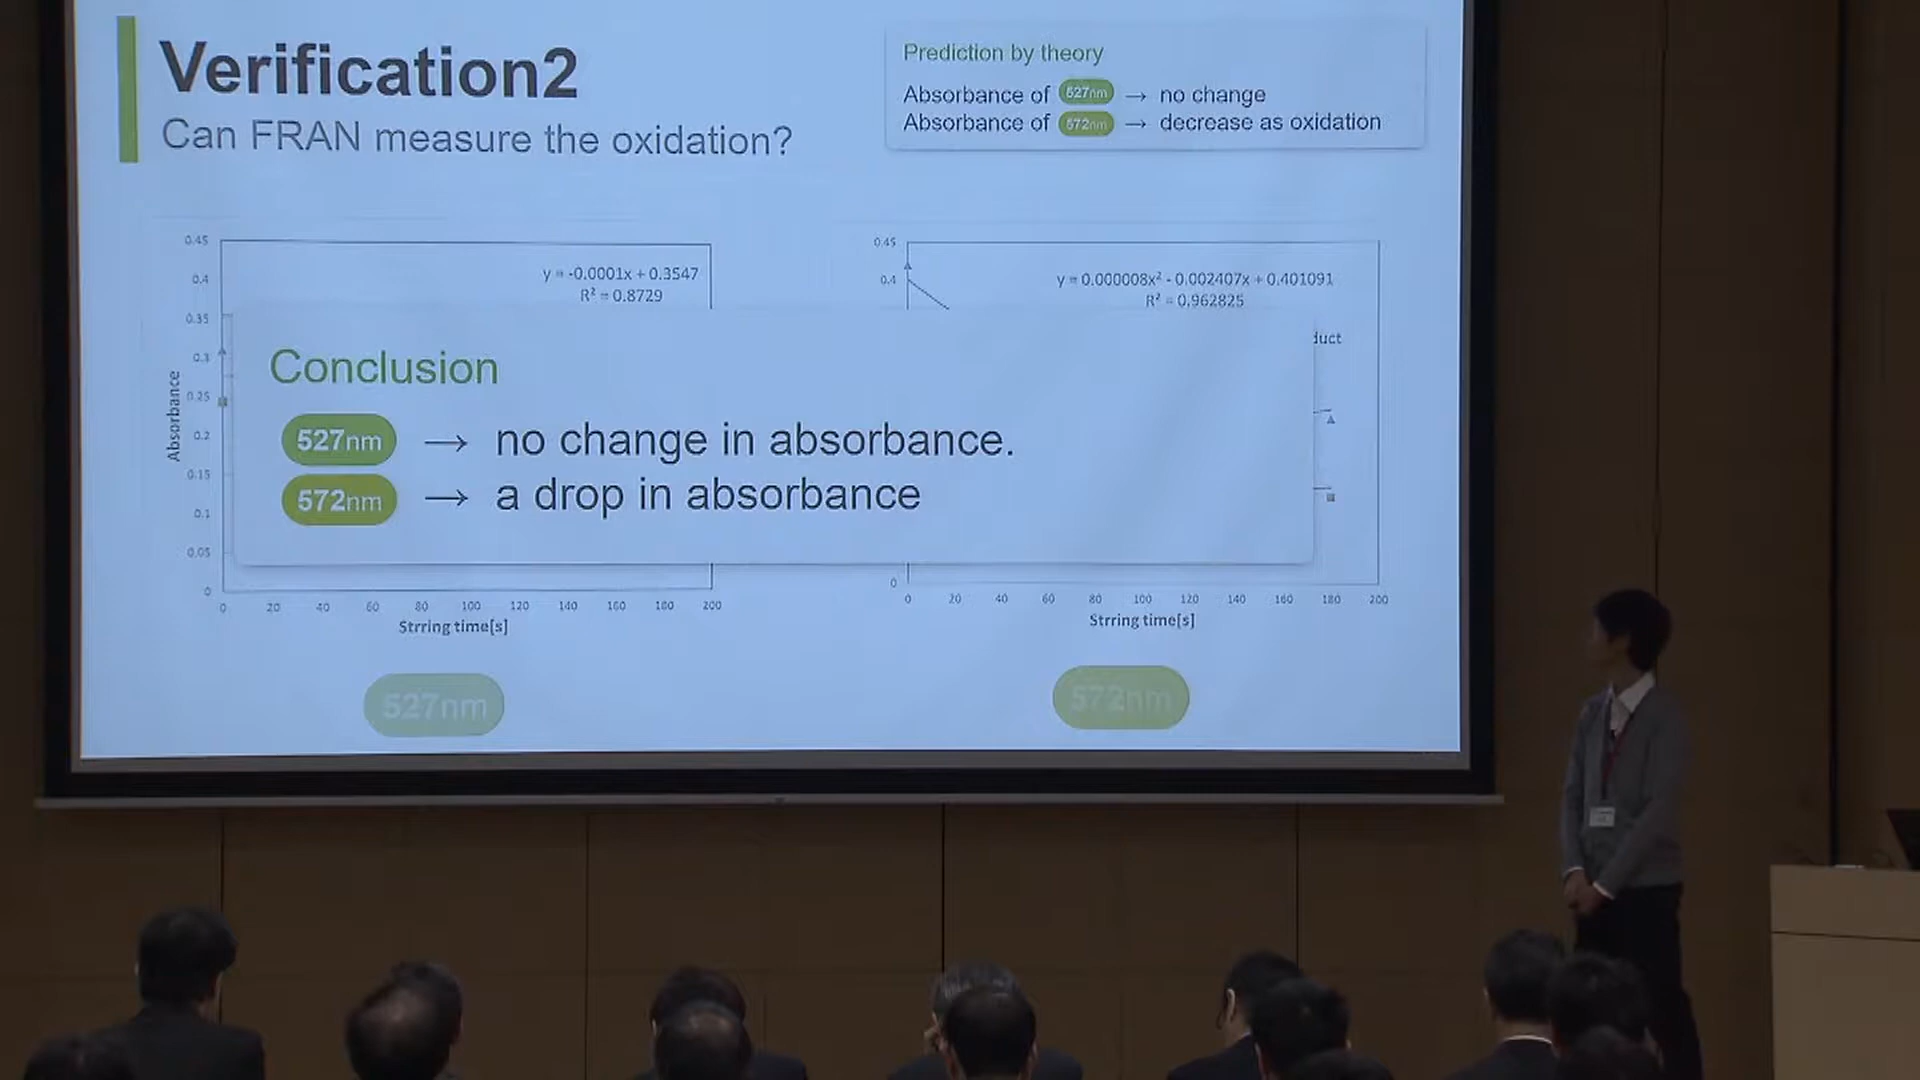 Verification2
Can FRAN measure the oxidation?
Prediction by theory
Absorbance of 527nm → no change
Absorbance of 572nm → decrease as oxidation
0.45
0.4
0.35
0.3
0.25
0.2
0.15
0.1
0.05
0
Absorbance
y = -0.0001x + 0.3547
R² = 0.8729
0 20 40 60 80 100 120 140 160 180 200
Strring time[s]
527nm
0.45
0.4
0
y = 0.000008x² - 0.002407x + 0.401091
R² = 0.962825
duct
0 20 40 60 80 100 120 140 160 180 200
Strring time[s]
572nm
Conclusion
527nm → no change in absorbance.
572nm → a drop in absorbance